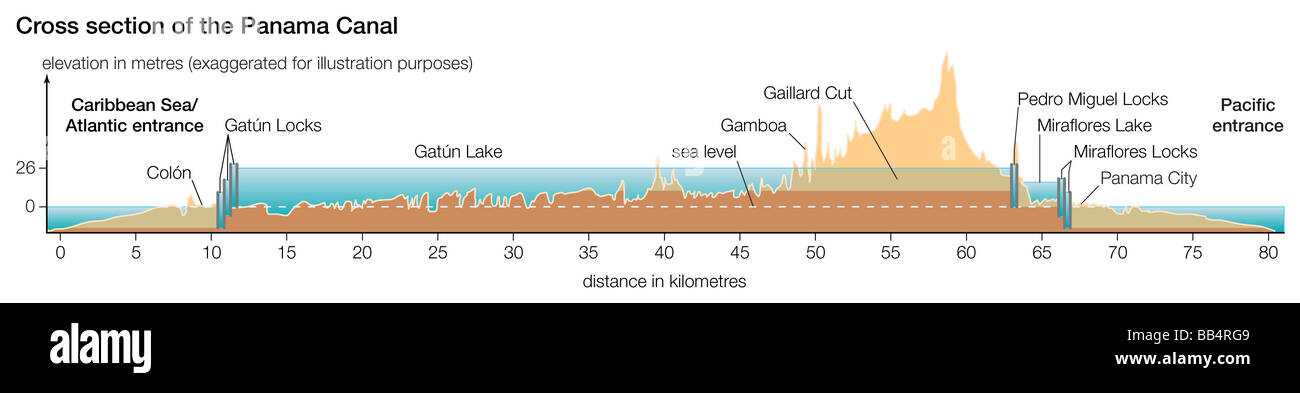 Cross section of the Panama Canal
elevation in metres (exaggerated for illustration purposes)
Caribbean Sea/
Atlantic entrance
Gatún Locks
Colón
Gatún Lake
sea level
Gamboa
Gaillard Cut
Pedro Miguel Locks
Miraflores Lake
Miraflores Locks
Panama City
Pacific
entrance
26
0
0 5 10 15 20 25 30 35 40 45 50 55 60 65 70 75 80
distance in kilometres
a
a
alamy
Image ID: BB4RG9
www.alamy.com